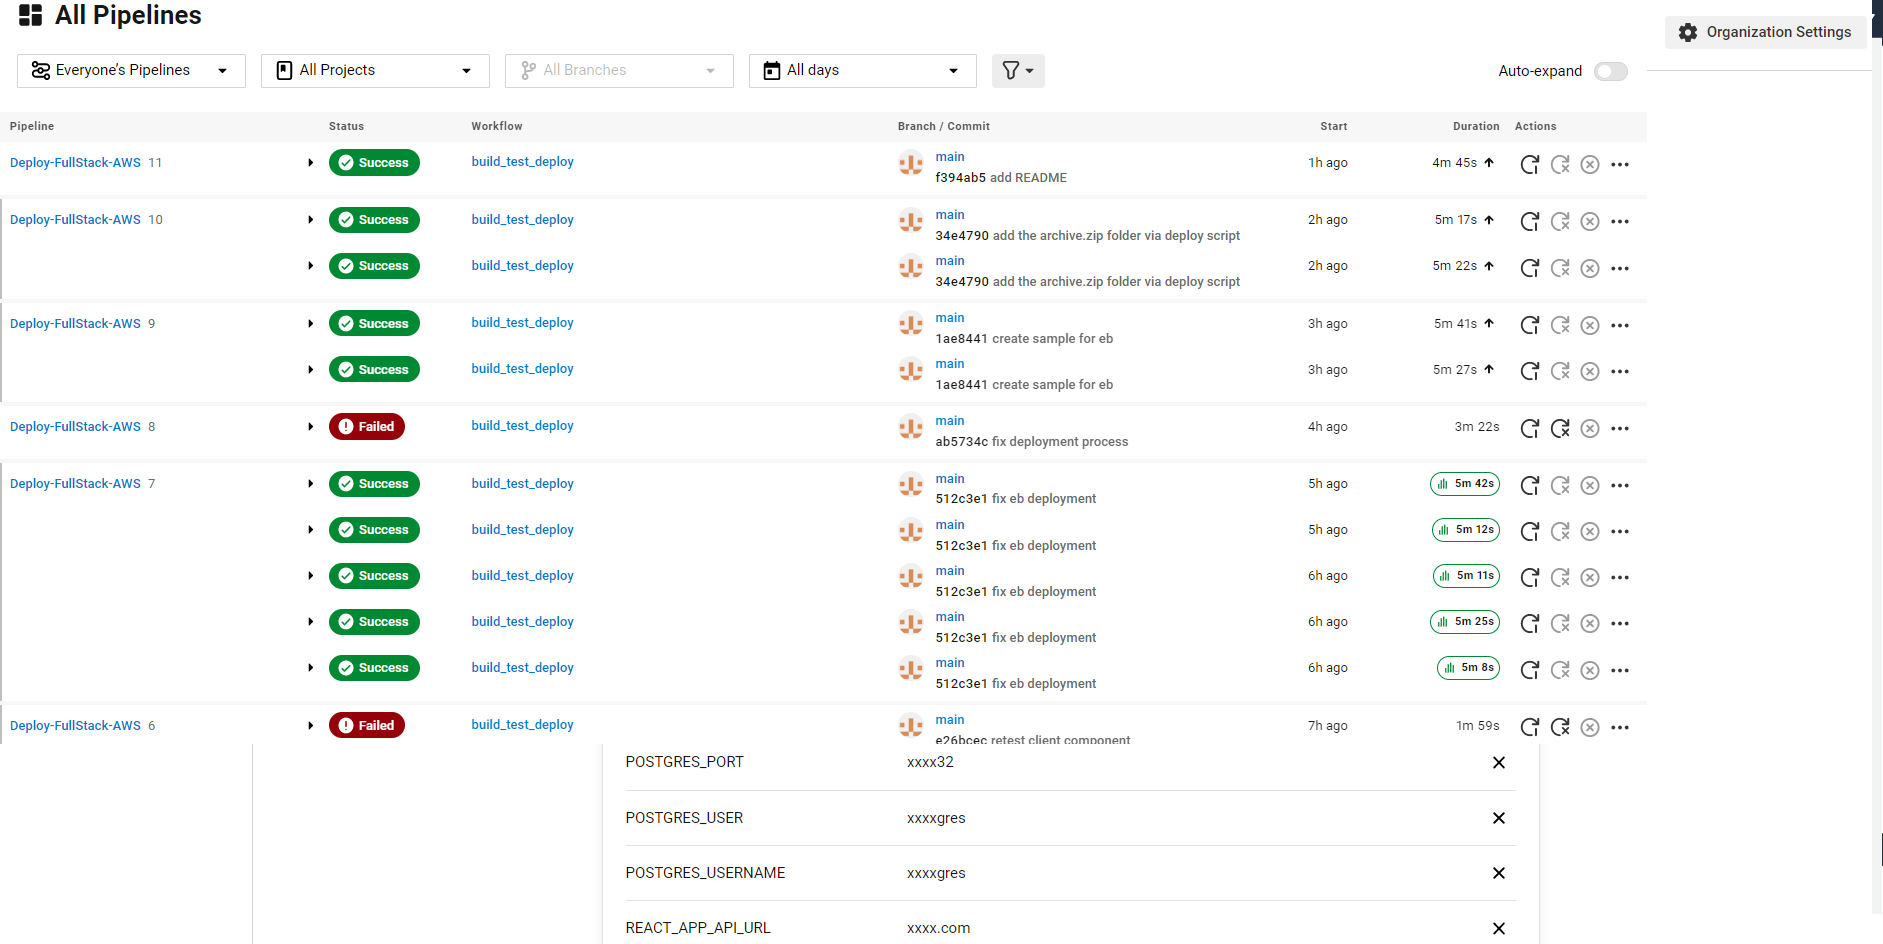 All Pipelines
Organization Settings
Everyone's Pipelines All Projects All Branches All days Auto-expand
Pipeline Status Workflow Branch / Commit Start Duration Actions
Deploy-FullStack-AWS 11 Success build_test_deploy main 1h ago 4m 45s
f394ab5 add README
Deploy-FullStack-AWS 10 Success build_test_deploy main 2h ago 5m 17s
34e4790 add the archive.zip folder via deploy script
Success build_test_deploy main 2h ago 5m 22s
34e4790 add the archive.zip folder via deploy script
Deploy-FullStack-AWS 9 Success build_test_deploy main 3h ago 5m 41s
1ae8441 create sample for eb
Success build_test_deploy main 3h ago 5m 27s
1ae8441 create sample for eb
Deploy-FullStack-AWS 8 Failed build_test_deploy main 4h ago 3m 22s
ab5734c fix deployment process
Deploy-FullStack-AWS 7 Success build_test_deploy main 5h ago 5m 42s
512c3e1 fix eb deployment
Success build_test_deploy main 5h ago 5m 12s
512c3e1 fix eb deployment
Success build_test_deploy main 6h ago 5m 11s
512c3e1 fix eb deployment
Success build_test_deploy main 6h ago 5m 25s
512c3e1 fix eb deployment
Success build_test_deploy main 6h ago 5m 8s
512c3e1 fix eb deployment
Deploy-FullStack-AWS 6 Failed build_test_deploy main 7h ago 1m 59s
e26bcec retest client component
POSTGRES_PORT xxxx32
POSTGRES_USER xxxxgres
POSTGRES_USERNAME xxxxgres
REACT_APP_API_URL xxxx.com